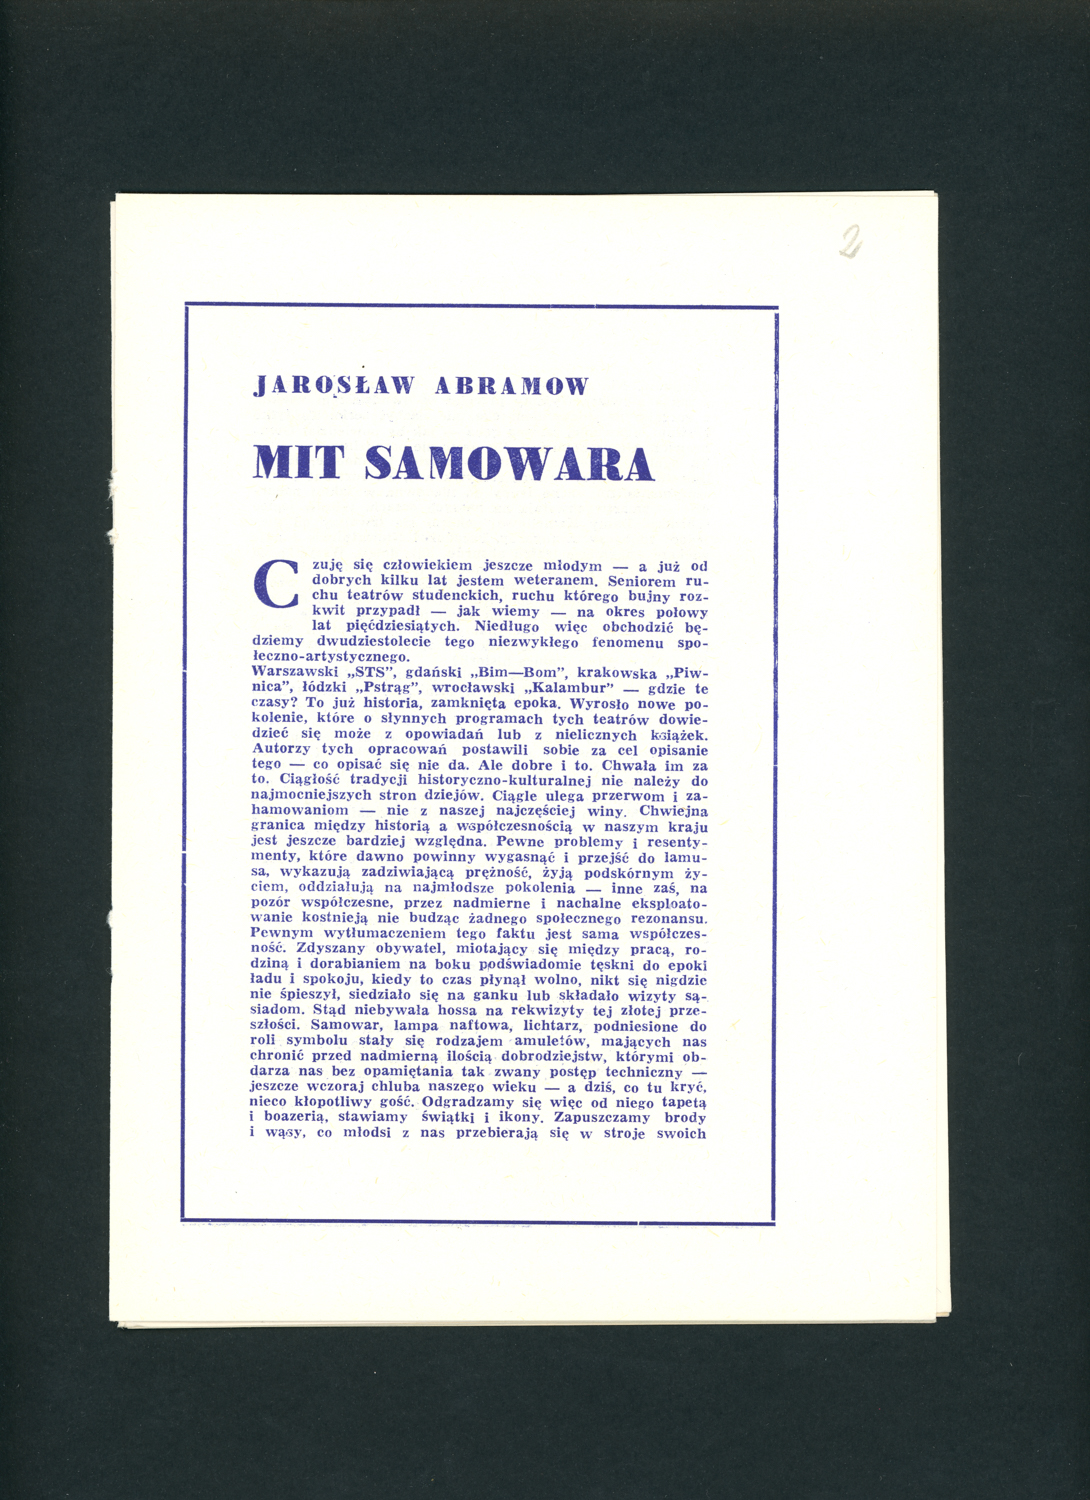 2
JAROSŁAW ABRAMOW
MIT SAMOWARA
Czuję się człowiekiem jeszcze młodym — a już od
dobrych kilku lat jestem weteranem. Seniorem ru-
chu teatrów studenckich, ruchu którego bujny roz-
kwit przypadł — jak wiemy — na okres połowy
lat pięćdziesiątych. Niedługo więc obchodzić bę-
dziemy dwudziestolecie tego niezwykłego fenomenu spo-
łeczno-artystycznego.
Warszawski „STS”, gdański „Bim—Bom”, krakowska „Piw-
nica”, łódzki „Pstrąg”, wrocławski „Kalambur” — gdzie te
czasy? To już historia, zamknięta epoka. Wyrosło nowe po-
kolenie, które o słynnych programach tych teatrów dowie-
dzieć się może z opowiadań lub z nielicznych książek.
Autorzy tych opracowań postawili sobie za cel opisanie
tego — co opisać się nie da. Ale dobre i to. Chwała im za
to. Ciągłość tradycji historyczno-kulturalnej nie należy do
najmocniejszych stron dziejów. Ciągle ulega przerwom i za-
hamowaniom — nie z naszej najczęściej winy. Chwiejna
granica między historią a współczesnością w naszym kraju
jest jeszcze bardziej względna. Pewne problemy i resenty-
menty, które dawno powinny wygasnąć i przejść do lamu-
sa, wykazują zadziwiającą prężność, żyją podskórnym ży-
ciem, oddziałują na najmłodsze pokolenia — inne zaś, na
pozór współczesne, przez nadmierne i nachalne eksploato-
wanie kostnieją nie budząc żadnego społecznego rezonansu.
Pewnym wytłumaczeniem tego faktu jest sama współczes-
ność. Zdyszany obywatel, miotający się między pracą, ro-
dziną i dorabianiem na boku podświadomie tęskni do epoki
ładu i spokoju, kiedy to czas płynął wolno, nikt się nigdzie
nie śpieszył, siedziało się na ganku lub składało wizyty są-
siadom. Stąd niebywała hossa na rekwizyty tej złotej prze-
szłości. Samowar, lampa naftowa, lichtarz, podniesione do
roli symbolu stały się rodzajem amuletów, mających nas
chronić przed nadmierną ilością dobrodziejstw, którymi ob-
darza nas bez opamiętania tak zwany postęp techniczny —
jeszcze wczoraj chluba naszego wieku — a dziś, co tu kryć,
nieco kłopotliwy gość. Odgradzamy się więc od niego tapetą
i boazerią, stawiamy świątki i ikony. Zapuszczamy brody
i wąsy, co młodsi z nas przebierają się w stroje swoich